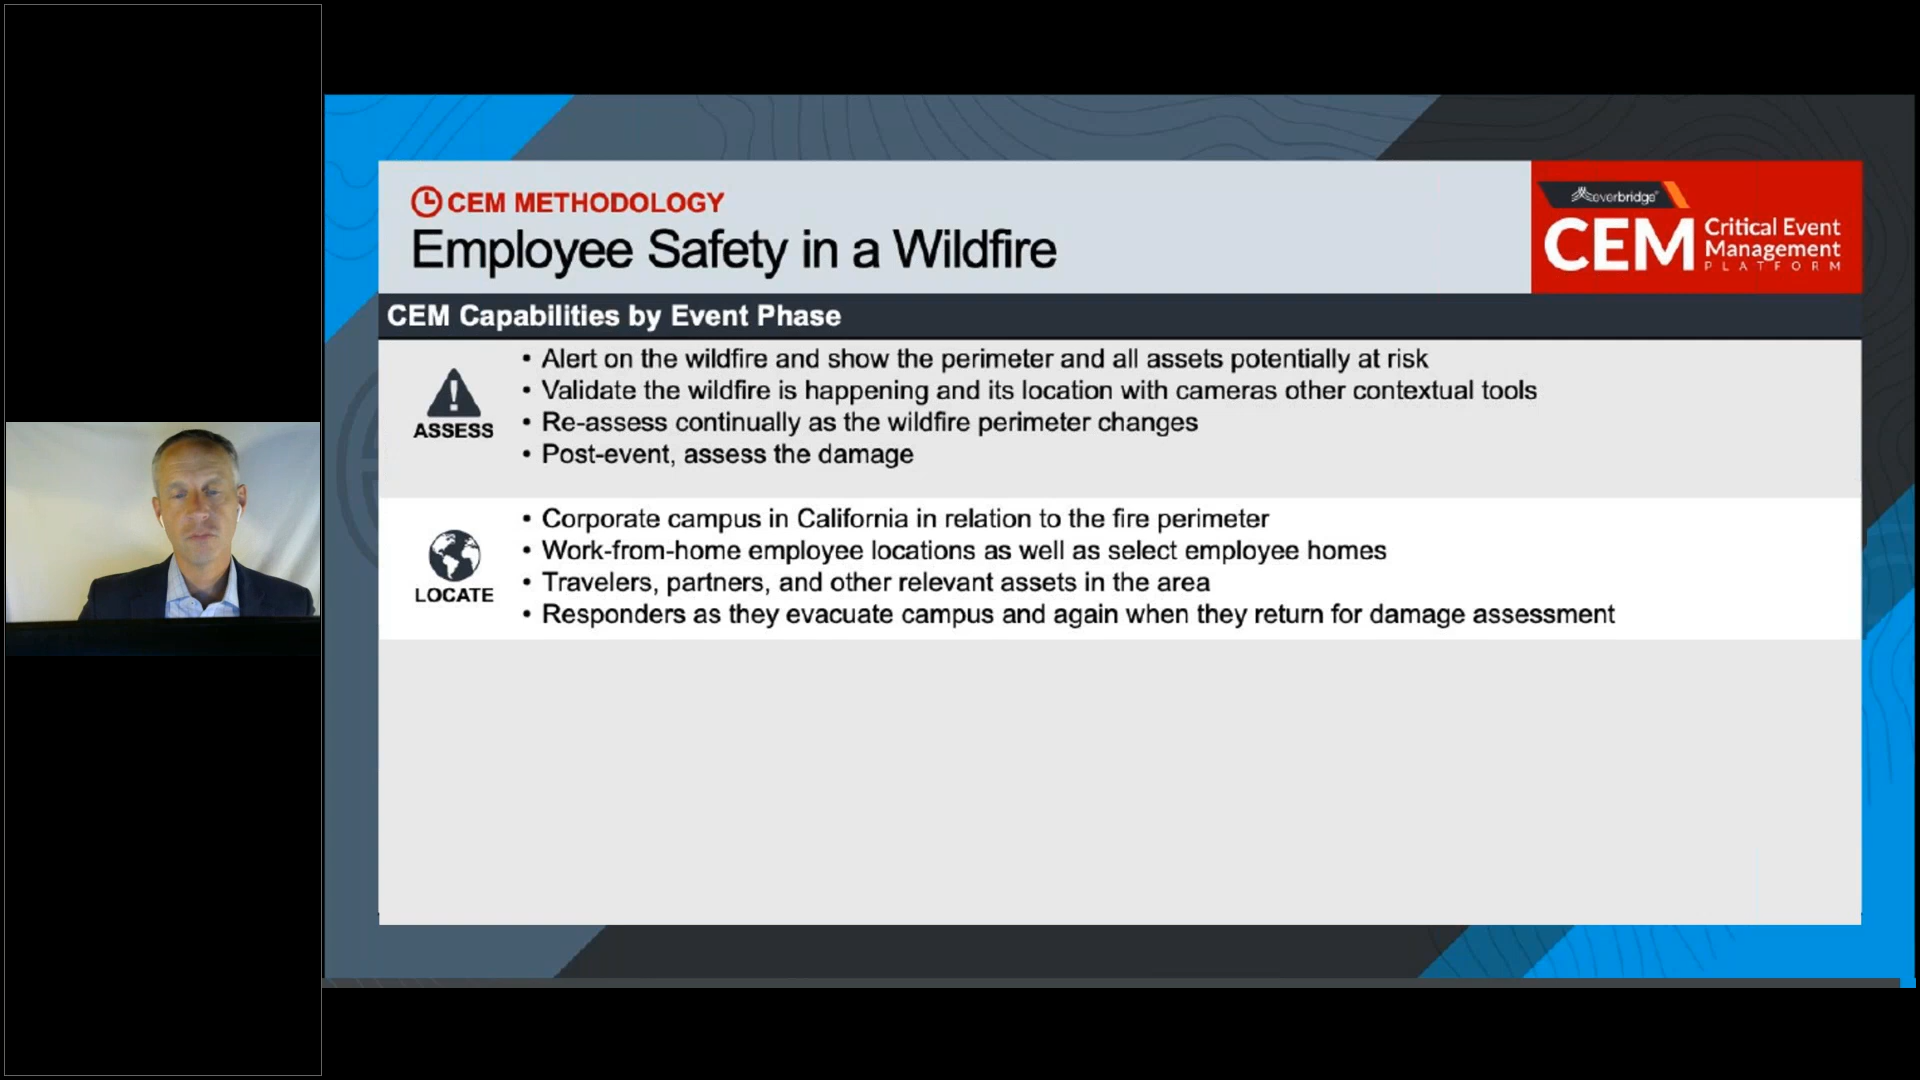 CEM METHODOLOGY
Employee Safety in a Wildfire
everbridge
CEM Critical Event
Management
PLATFORM
CEM Capabilities by Event Phase
ASSESS
• Alert on the wildfire and show the perimeter and all assets potentially at risk
• Validate the wildfire is happening and its location with cameras other contextual tools
• Re-assess continually as the wildfire perimeter changes
• Post-event, assess the damage
LOCATE
• Corporate campus in California in relation to the fire perimeter
• Work-from-home employee locations as well as select employee homes
• Travelers, partners, and other relevant assets in the area
• Responders as they evacuate campus and again when they return for damage assessment